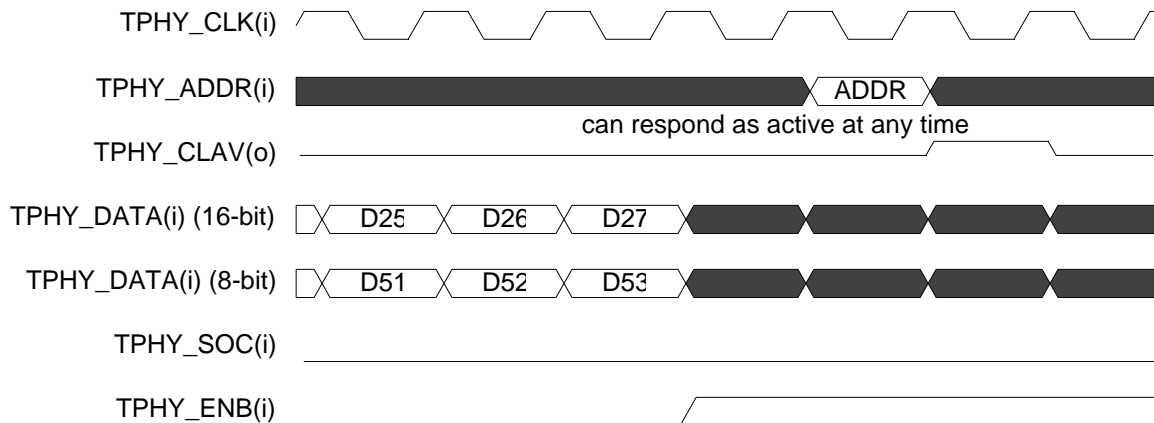 TPHY_CLK(i)
TPHY_ADDR(i)
ADDR
can respond as active at any time
TPHY_CLAV(o)
TPHY_DATA(i) (16-bit)
D25
D26
D27
TPHY_DATA(i) (8-bit)
D51
D52
D53
TPHY_SOC(i)
TPHY_ENB(i)